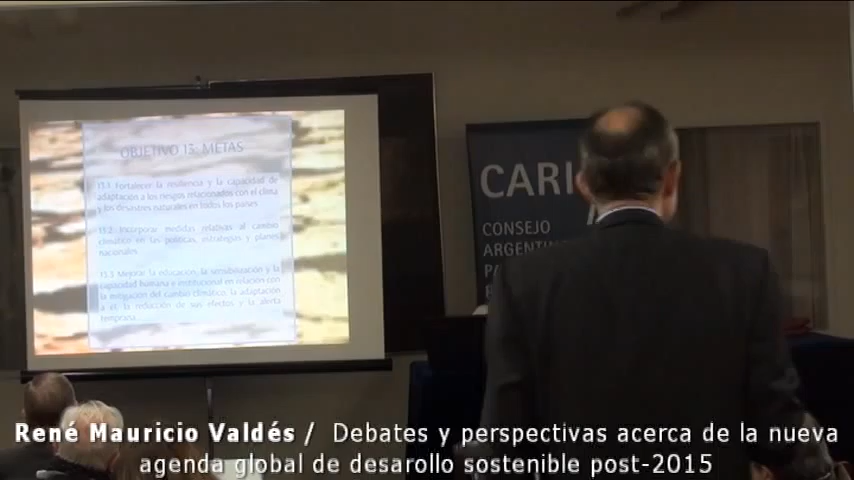 OBJETIVO 13: METAS
13.1 Fortalecer la resiliencia y la capacidad de
adaptación a los riesgos relacionados con el clima
y los desastres naturales en todos los países
13.2 Incorporar medidas relativas al cambio
climático en las políticas, estrategias y planes
nacionales
13.3 Mejorar la educación, la sensibilización y la
capacidad humana e institucional en relación con
la mitigación del cambio climático, la adaptación
a él, la reducción de sus efectos y la alerta
temprana
CARI
CONSEJO
ARGENTIN
PA
René Mauricio Valdés / Debates y perspectivas acerca de la nueva
agenda global de desarollo sostenible post-2015